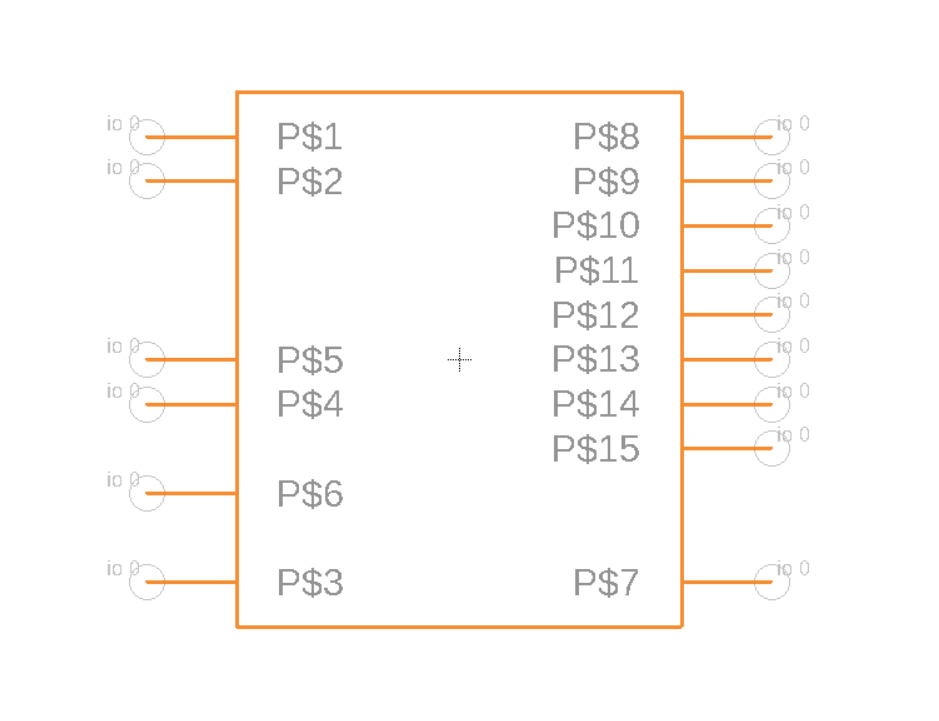 io 0 P$1 P$8 io 0
io 0 P$2 P$9 io 0
P$10 io 0
P$11 io 0
P$12 io 0
io 0 P$5 P$13 io 0
io 0 P$4 P$14 io 0
P$15 io 0
io 0 P$6
io 0 P$3 P$7 io 0